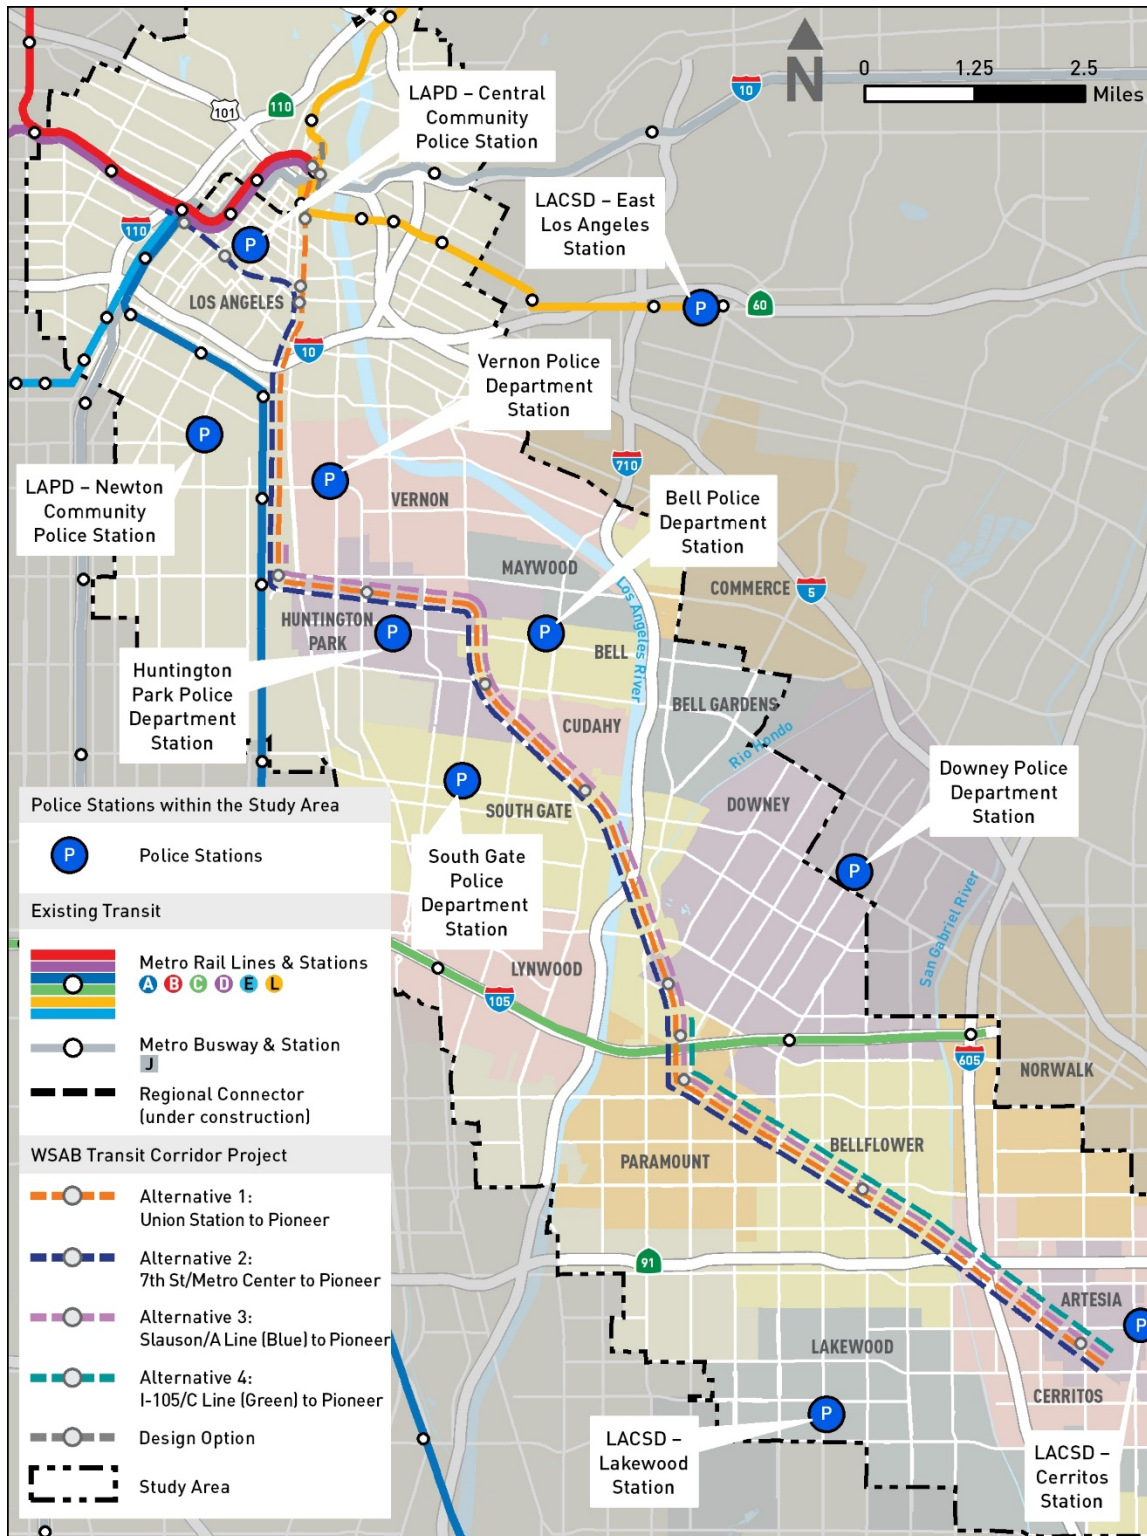 N
0 1.25 2.5
Miles
10
101
110
LAPD – Central
Community
Police Station
LACSD – East
Los Angeles
Station
110
P
P
LOS ANGELES
60
10
Vernon Police
Department
Station
P
LAPD – Newton
Community
Police Station
P
VERNON
710
Bell Police
Department
Station
MAYWOOD
COMMERCE
5
Los Angeles River
HUNTINGTON
PARK
P
P
BELL
Huntington
Park Police
Department
Station
BELL GARDENS
CUDAHY
Rio Hondo
P
SOUTH GATE
DOWNEY
Downey Police
Department
Station
South Gate
Police
Department
Station
P
San Gabriel River
LYNWOOD
105
605
NORWALK
PARAMOUNT
BELLFLOWER
91
ARTESIA
P
LAKEWOOD
CERRITOS
P
LACSD –
Lakewood
Station
LACSD –
Cerritos
Station
Police Stations within the Study Area
P Police Stations
Existing Transit
Metro Rail Lines & Stations
A B C D E L
Metro Busway & Station
J
Regional Connector
(under construction)
WSAB Transit Corridor Project
Alternative 1:
Union Station to Pioneer
Alternative 2:
7th St/Metro Center to Pioneer
Alternative 3:
Slauson/A Line (Blue) to Pioneer
Alternative 4:
I-105/C Line (Green) to Pioneer
Design Option
Study Area